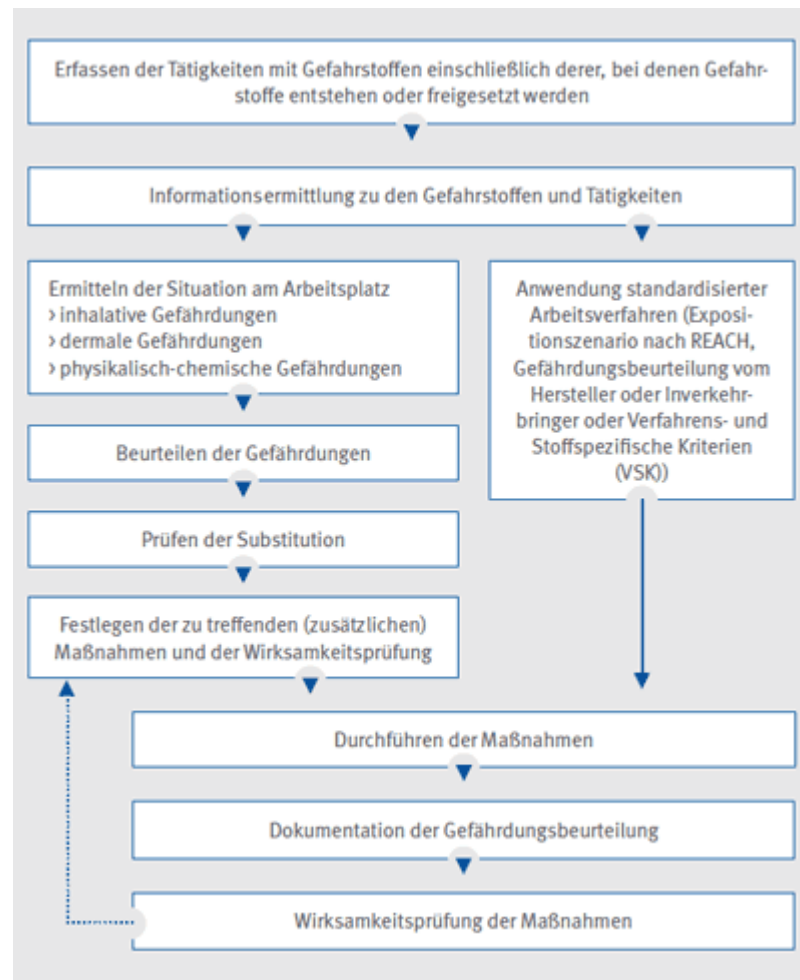 Erfassen der Tätigkeiten mit Gefahrstoffen einschließlich derer, bei denen Gefahr-
stoffe entstehen oder freigesetzt werden
Informationsermittlung zu den Gefahrstoffen und Tätigkeiten
Ermitteln der Situation am Arbeitsplatz
› inhalative Gefährdungen
› dermale Gefährdungen
› physikalisch-chemische Gefährdungen
Beurteilen der Gefährdungen
Prüfen der Substitution
Festlegen der zu treffenden (zusätzlichen)
Maßnahmen und der Wirksamkeitsprüfung
Anwendung standardisierter
Arbeitsverfahren (Exposi-
tionszenario nach REACH,
Gefährdungsbeurteilung vom
Hersteller oder Inverkehr-
bringer oder Verfahrens- und
Stoffspezifische Kriterien
(VSK))
Durchführen der Maßnahmen
Dokumentation der Gefährdungsbeurteilung
Wirksamkeitsprüfung der Maßnahmen